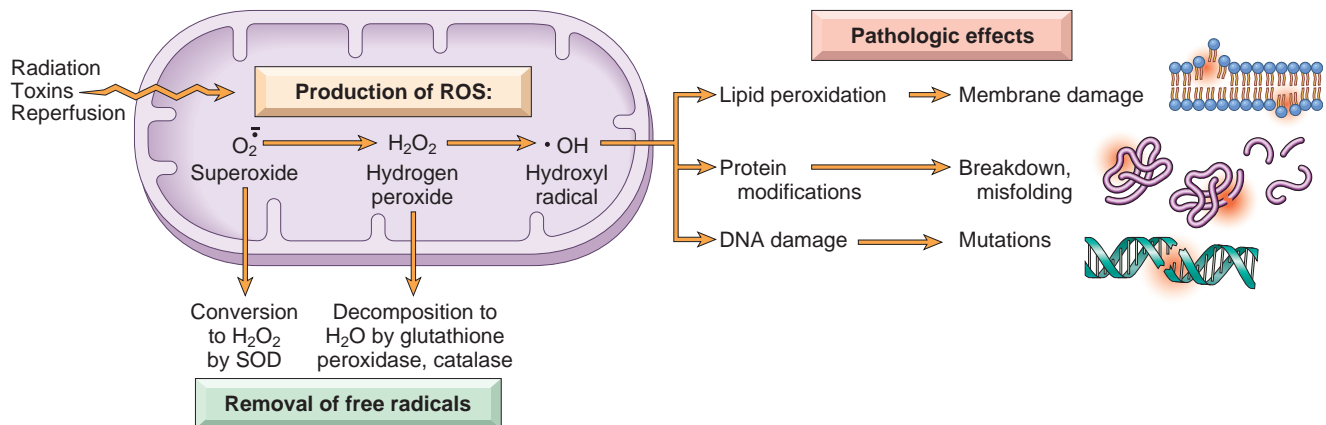 Pathologic effects
Radiation
Toxins
Reperfusion
Production of ROS:
O₂•̄
Superoxide
H₂O₂
Hydrogen
peroxide
• OH
Hydroxyl
radical
Lipid peroxidation
Membrane damage
Protein
modifications
Breakdown,
misfolding
DNA damage
Mutations
Conversion
to H₂O₂
by SOD
Decomposition to
H₂O by glutathione
peroxidase, catalase
Removal of free radicals